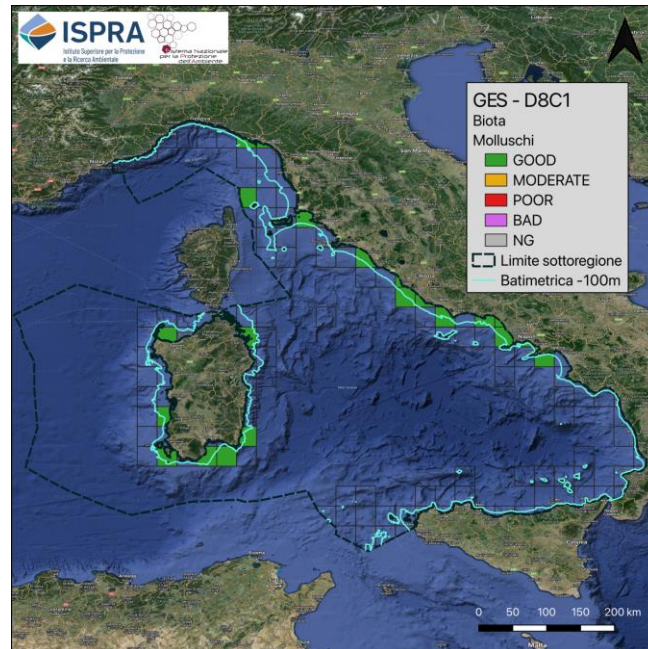 ISPRA
Istituto Superiore per la Protezione
e la Ricerca Ambientale
Sistema Nazionale
per la Protezione
dell'Ambiente
GES - D8C1
Biota
Molluschi
GOOD
MODERATE
POOR
BAD
NG
Limite sottoregione
Batimetrica -100m
0 50 100 150 200 km
Malta